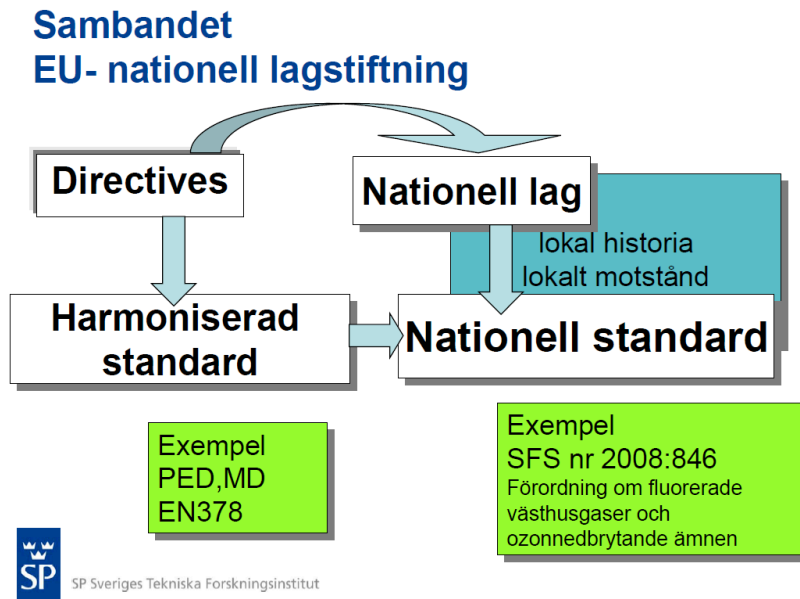 Sambandet
EU- nationell lagstiftning
Directives
Nationell lag
lokal historia
lokalt motstånd
Harmoniserad
standard
Nationell standard
Exempel
PED,MD
EN378
Exempel
SFS nr 2008:846
Förordning om fluorerade
västhusgaser och
ozonnedbrytande ämnen
SP
SP Sveriges Tekniska Forskningsinstitut